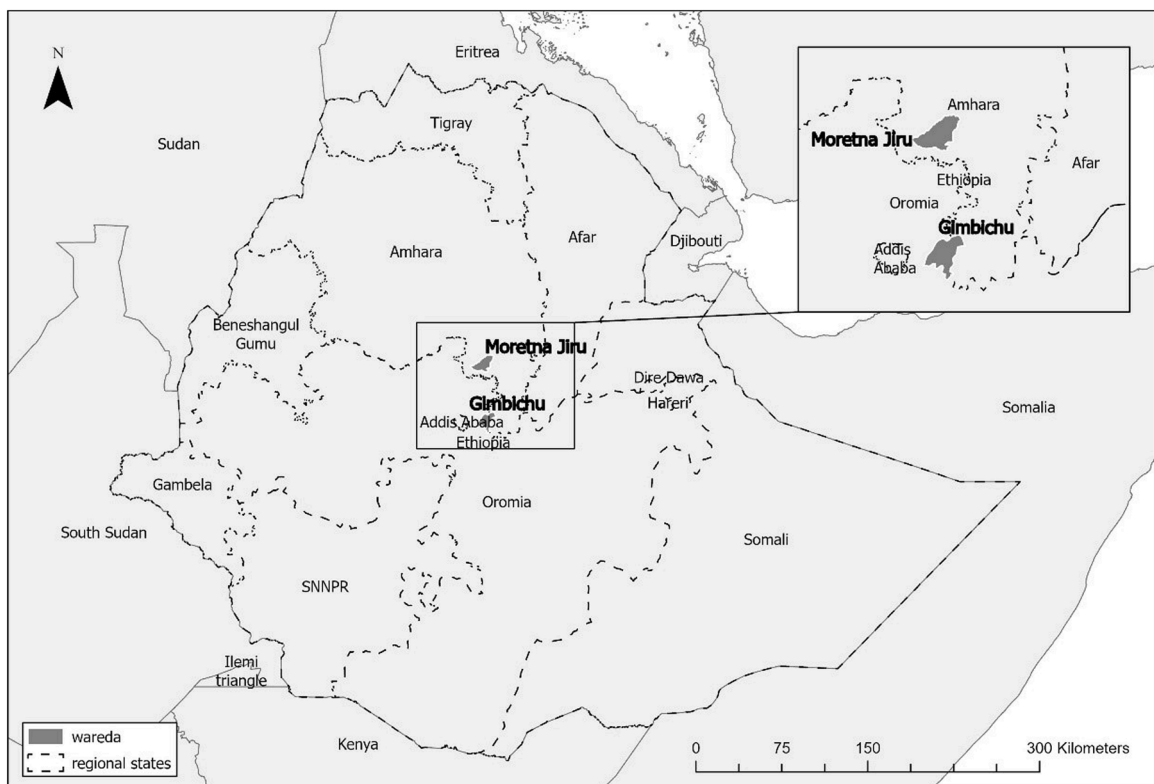 N
Eritrea
Tigray
Sudan
Amhara
Afar
Djibouti
Beneshangul
Gumu
Moretna Jiru
Gimbichu
Addis Ababa
Ethiopia
Dire Dawa
Hareri
Somalia
Gambela
Oromia
South Sudan
Somali
SNNPR
Ilemi
triangle
Kenya
Amhara
Moretna Jiru
Ethiopia
Afar
Oromia
Gimbichu
Addis
Ababa
wareda
regional states
0 75 150 300 Kilometers